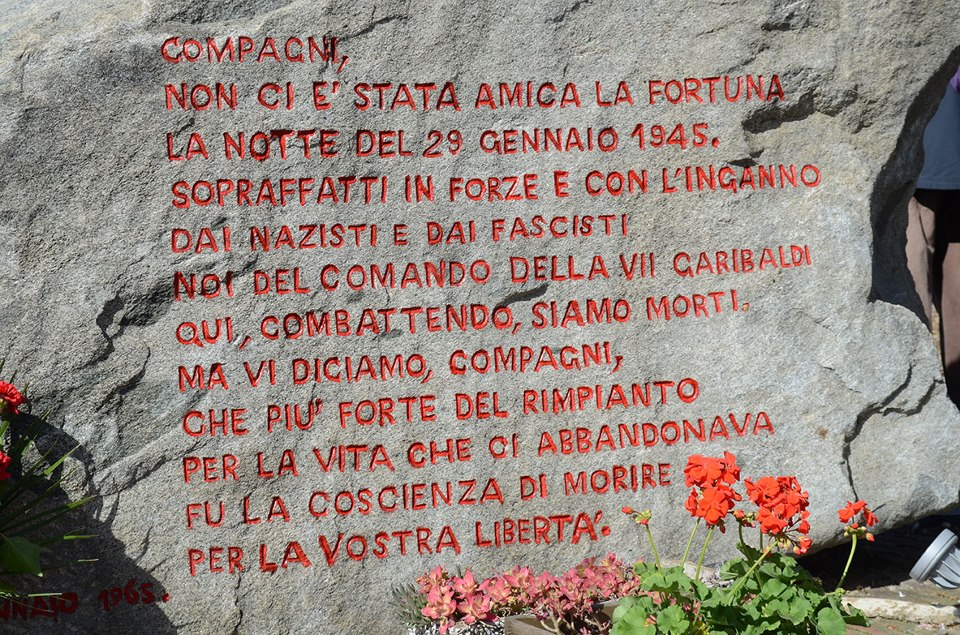 COMPAGNI,
NON CI E' STATA AMICA LA FORTUNA
LA NOTTE DEL 29 GENNAIO 1945.
SOPRAFFATTI IN FORZE E CON L'INGANNO
DAI NAZISTI E DAI FASCISTI
NOI DEL COMANDO DELLA VII GARIBALDI
QUI, COMBATTENDO, SIAMO MORTI.
MA VI DICIAMO, COMPAGNI,
CHE PIU' FORTE DEL RIMPIANTO
PER LA VITA CHE CI ABBANDONAVA
FU LA COSCIENZA DI MORIRE
PER LA VOSTRA LIBERTA'.
1965.